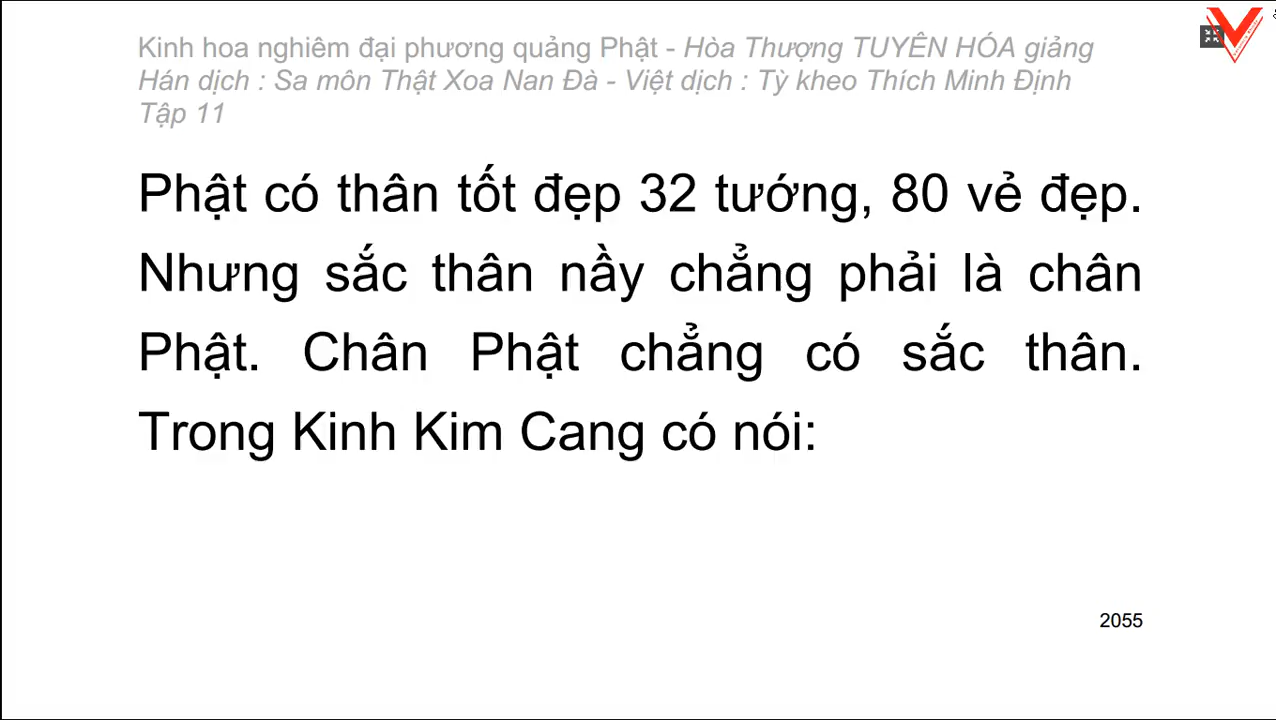 Kinh hoa nghiêm đại phương quảng Phật - Hòa Thượng TUYÊN HÓA giảng
Hán dịch : Sa môn Thật Xoa Nan Đà - Việt dịch : Tỳ kheo Thích Minh Định
Tập 11
Phật có thân tốt đẹp 32 tướng, 80 vẻ đẹp.
Nhưng sắc thân nầy chẳng phải là chân
Phật. Chân Phật chẳng có sắc thân.
Trong Kinh Kim Cang có nói:
2055